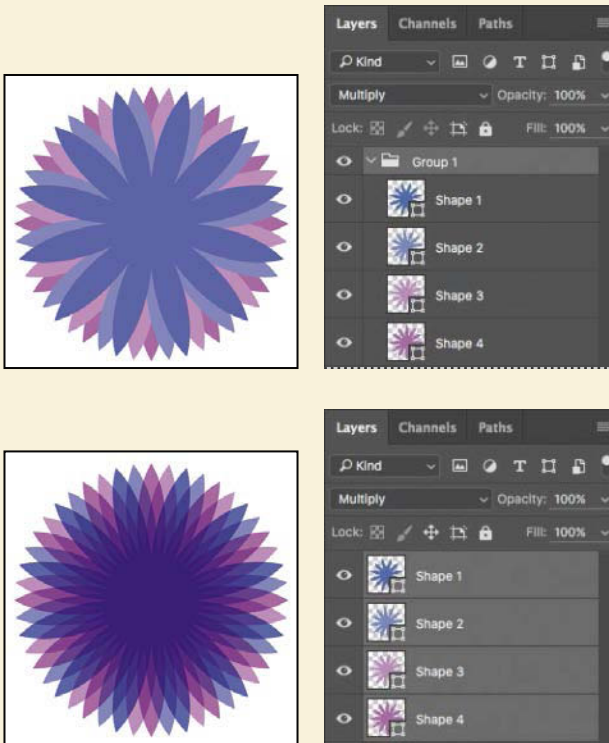 Layers Channels Paths
Kind
Multiply Opacity: 100%
Lock: Fill: 100%
Group 1
Shape 1
Shape 2
Shape 3
Shape 4
Layers Channels Paths
Kind
Multiply Opacity: 100%
Lock: Fill: 100%
Shape 1
Shape 2
Shape 3
Shape 4